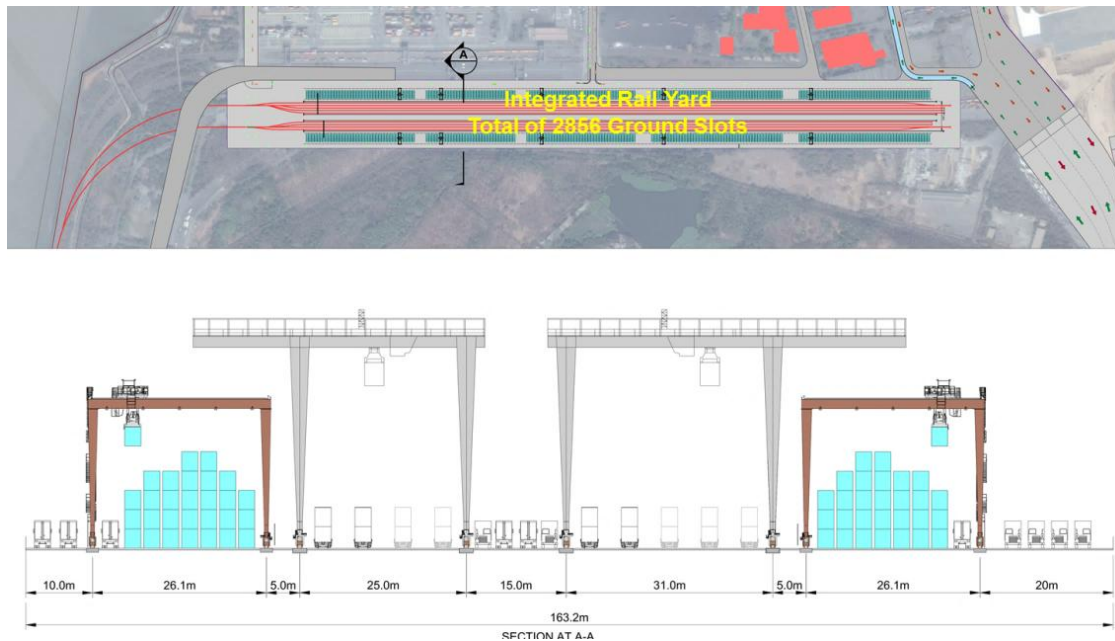 A
Integrated Rail Yard
Total of 2856 Ground Slots
10.0m
26.1m
5.0m
25.0m
15.0m
31.0m
5.0m
26.1m
20m
163.2m
SECTION AT A-A